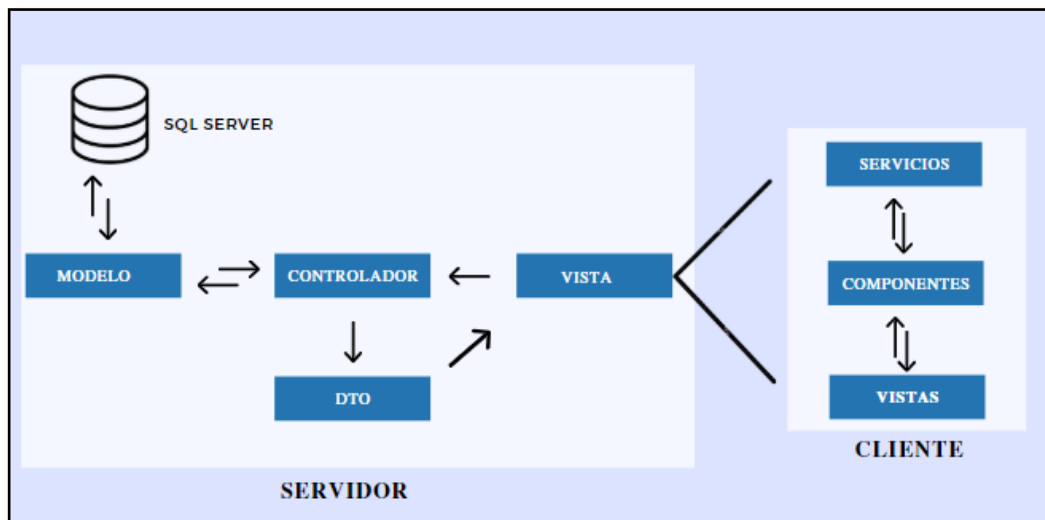 SQL SERVER
MODELO
CONTROLADOR
VISTA
DTO
SERVIDOR
SERVICIOS
COMPONENTES
VISTAS
CLIENTE